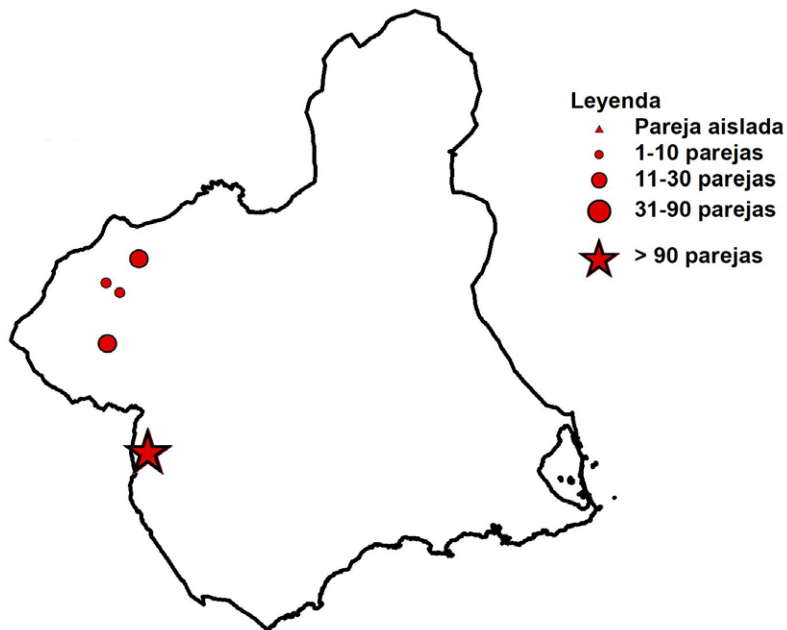 Leyenda
Pareja aislada
1-10 parejas
11-30 parejas
31-90 parejas
> 90 parejas